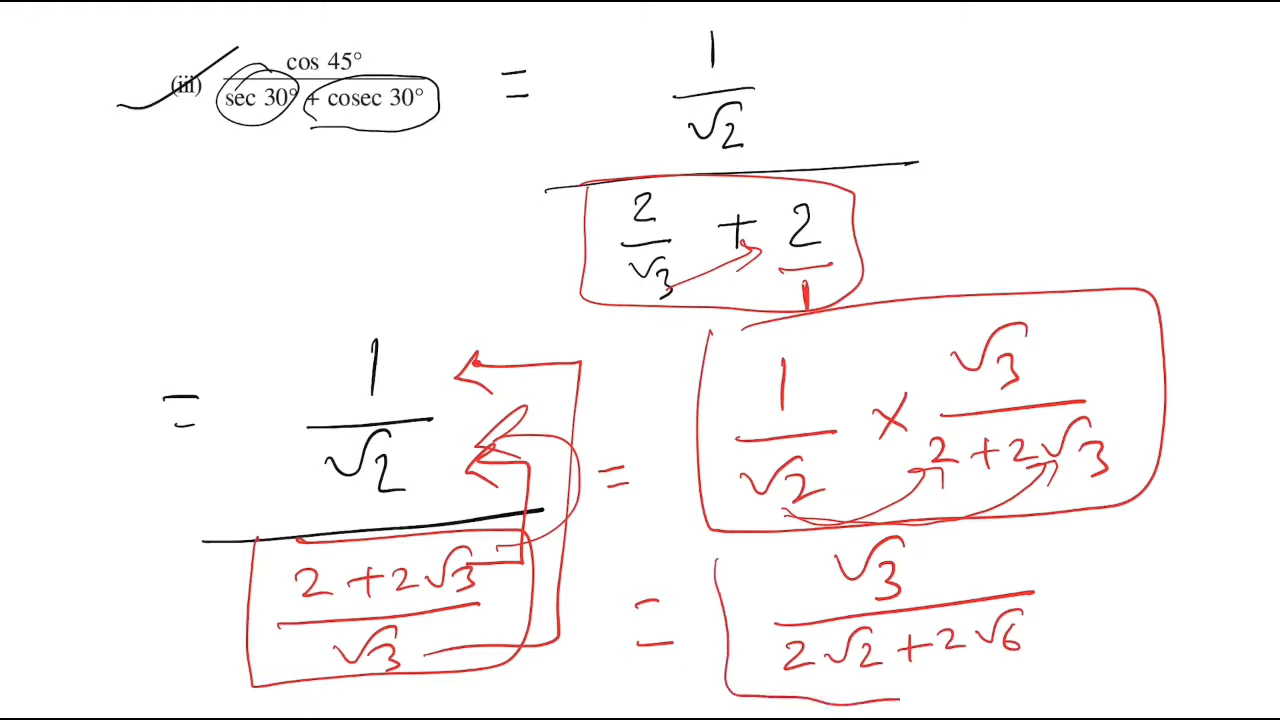 (iii) cos 45° / sec 30° + cosec 30° = 1/√2 / 2/√3 + 2/1
= 1/√2 / 2+2√3/√3 = 1/√2 × √3/2+2√3
= √3/2√2+2√6